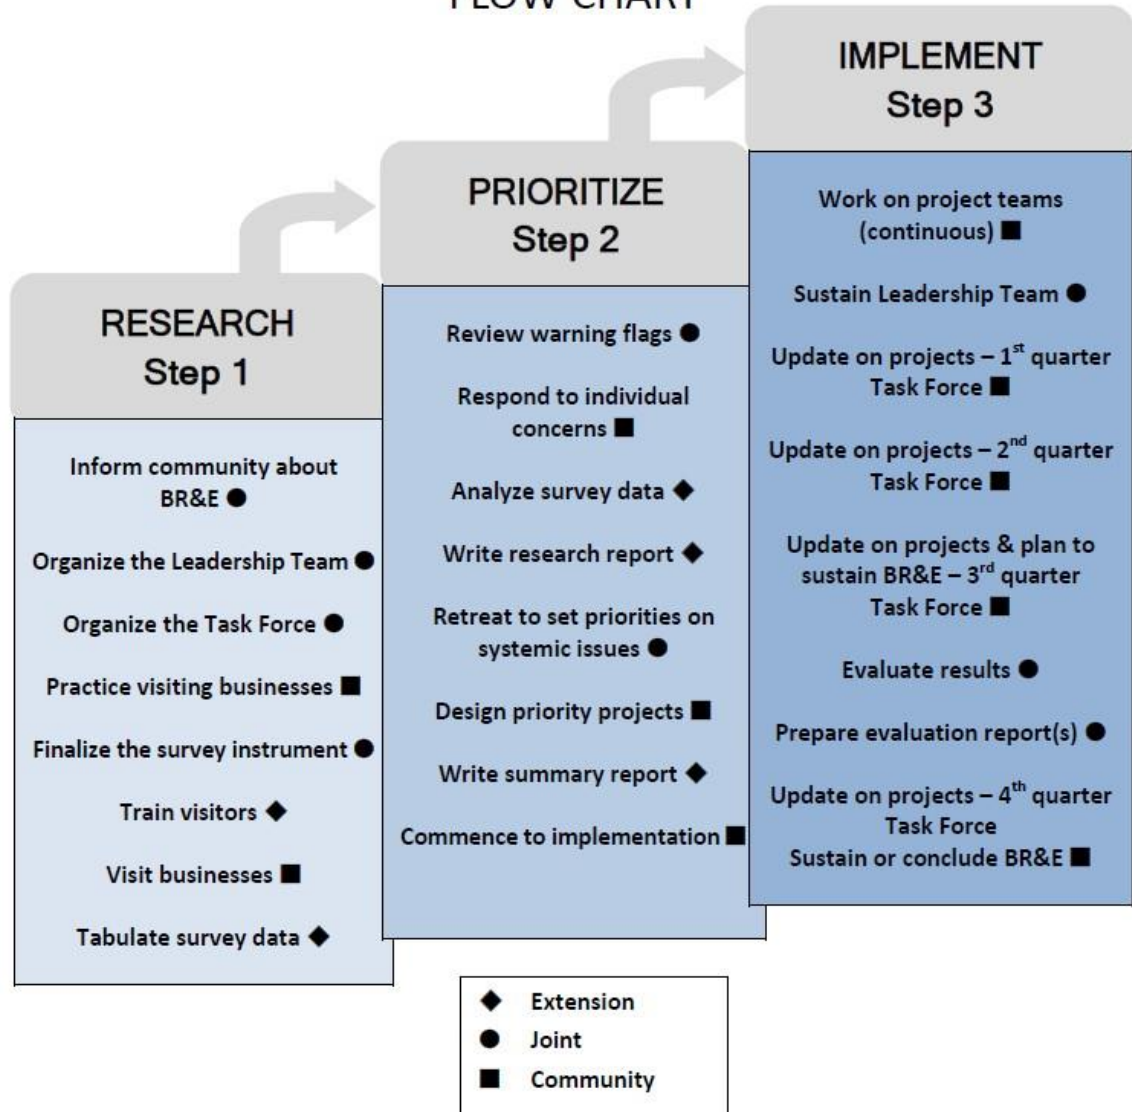 FLOW CHART
RESEARCH
Step 1
Inform community about
BR&E ●
Organize the Leadership Team ●
Organize the Task Force ●
Practice visiting businesses ■
Finalize the survey instrument ●
Train visitors ◆
Visit businesses ■
Tabulate survey data ◆
PRIORITIZE
Step 2
Review warning flags ●
Respond to individual
concerns ■
Analyze survey data ◆
Write research report ◆
Retreat to set priorities on
systemic issues ●
Design priority projects ■
Write summary report ◆
Commence to implementation ■
IMPLEMENT
Step 3
Work on project teams
(continuous) ■
Sustain Leadership Team ●
Update on projects – 1st quarter
Task Force ■
Update on projects – 2nd quarter
Task Force ■
Update on projects & plan to
sustain BR&E – 3rd quarter
Task Force ■
Evaluate results ●
Prepare evaluation report(s) ●
Update on projects – 4th quarter
Task Force
Sustain or conclude BR&E ■
◆ Extension
● Joint
■ Community